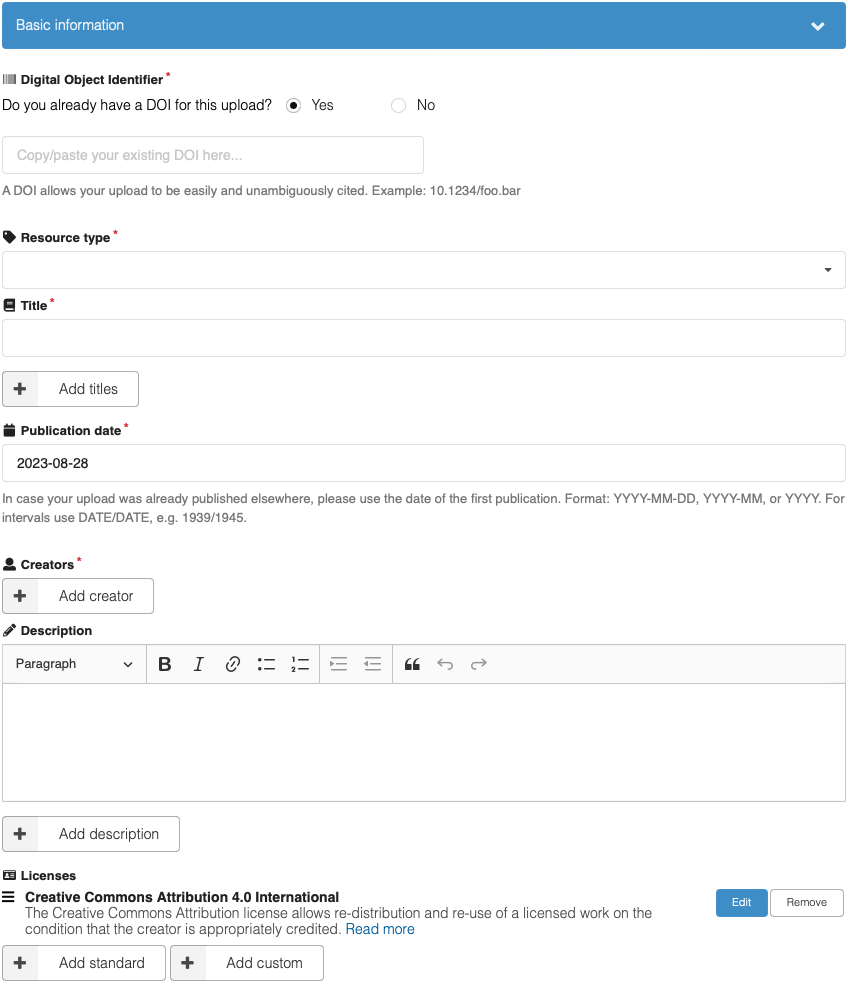 Basic information
Digital Object Identifier *
Do you already have a DOI for this upload? Yes No
Copy/paste your existing DOI here...
A DOI allows your upload to be easily and unambiguously cited. Example: 10.1234/foo.bar
Resource type *
Title *
Add titles
Publication date *
2023-08-28
In case your upload was already published elsewhere, please use the date of the first publication. Format: YYYY-MM-DD, YYYY-MM, or YYYY. For
intervals use DATE/DATE, e.g. 1939/1945.
Creators *
Add creator
Description
Paragraph B I
Add description
Licenses
Creative Commons Attribution 4.0 International Edit Remove
The Creative Commons Attribution license allows re-distribution and re-use of a licensed work on the
condition that the creator is appropriately credited. Read more
Add standard Add custom